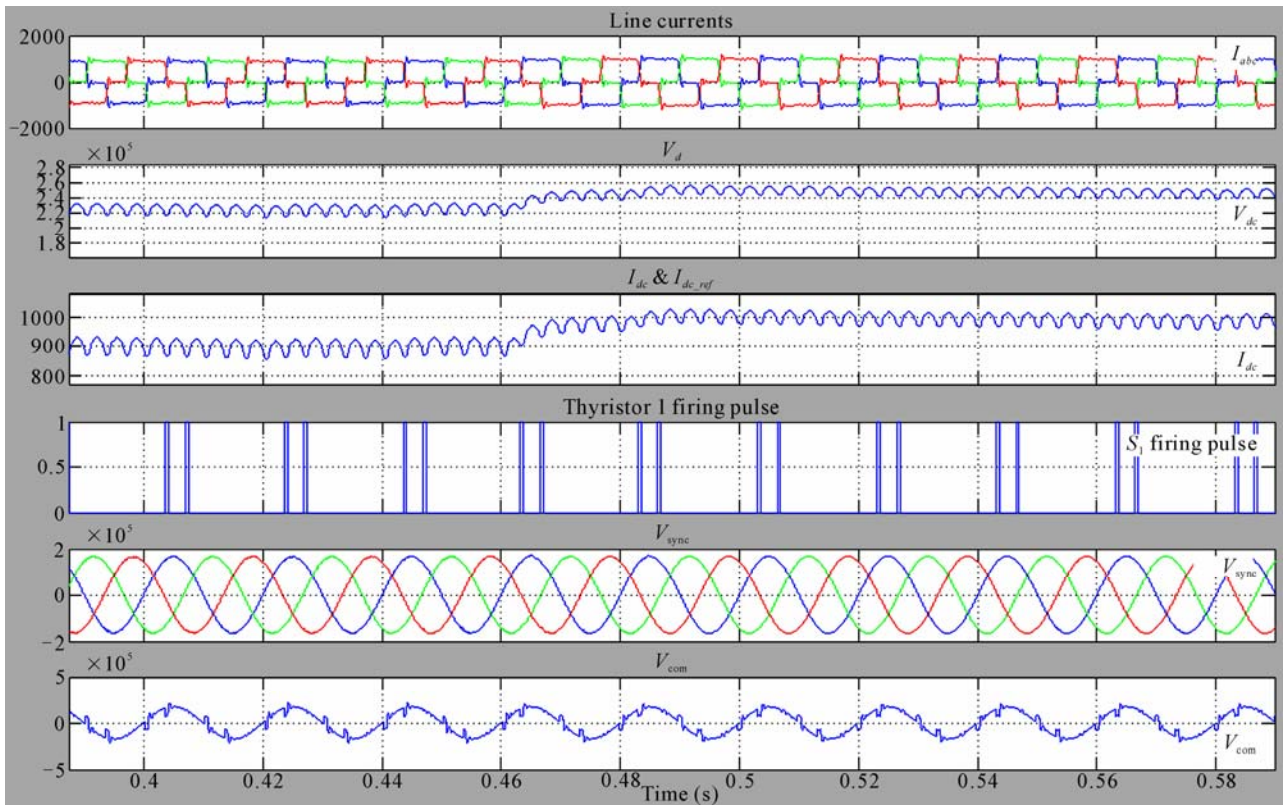 Line currents
2000
0
−2000
I_abc
×10^5
V_d
2.8
2.6
2.4
2.2
2
1.8
V_dc
I_dc & I_dc_ref
1000
900
800
I_dc
Thyristor 1 firing pulse
1
0.5
0
S_1 firing pulse
×10^5
V_sync
2
0
−2
V_sync
×10^5
V_com
5
0
−5
V_com
0.4 0.42 0.44 0.46 0.48 0.5 0.52 0.54 0.56 0.58
Time (s)